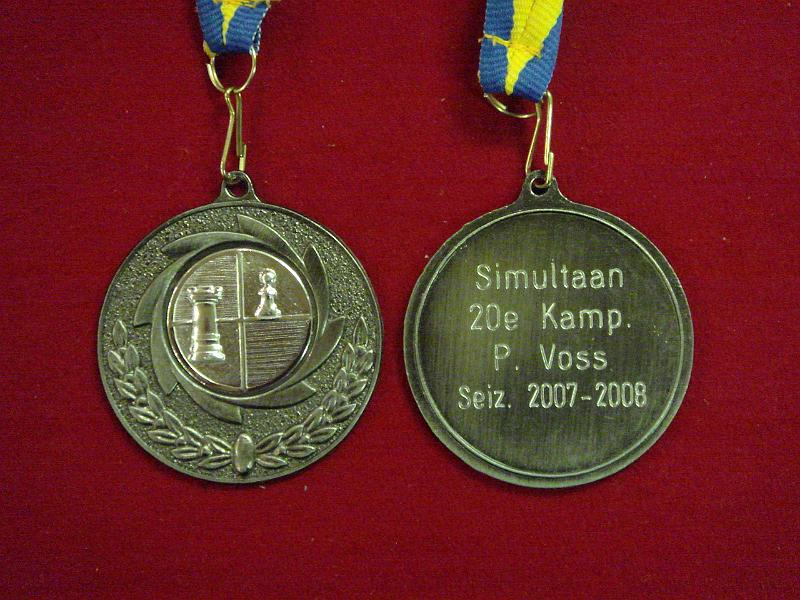 Simultaan
20e Kamp.
P. Voss
Seiz. 2007-2008